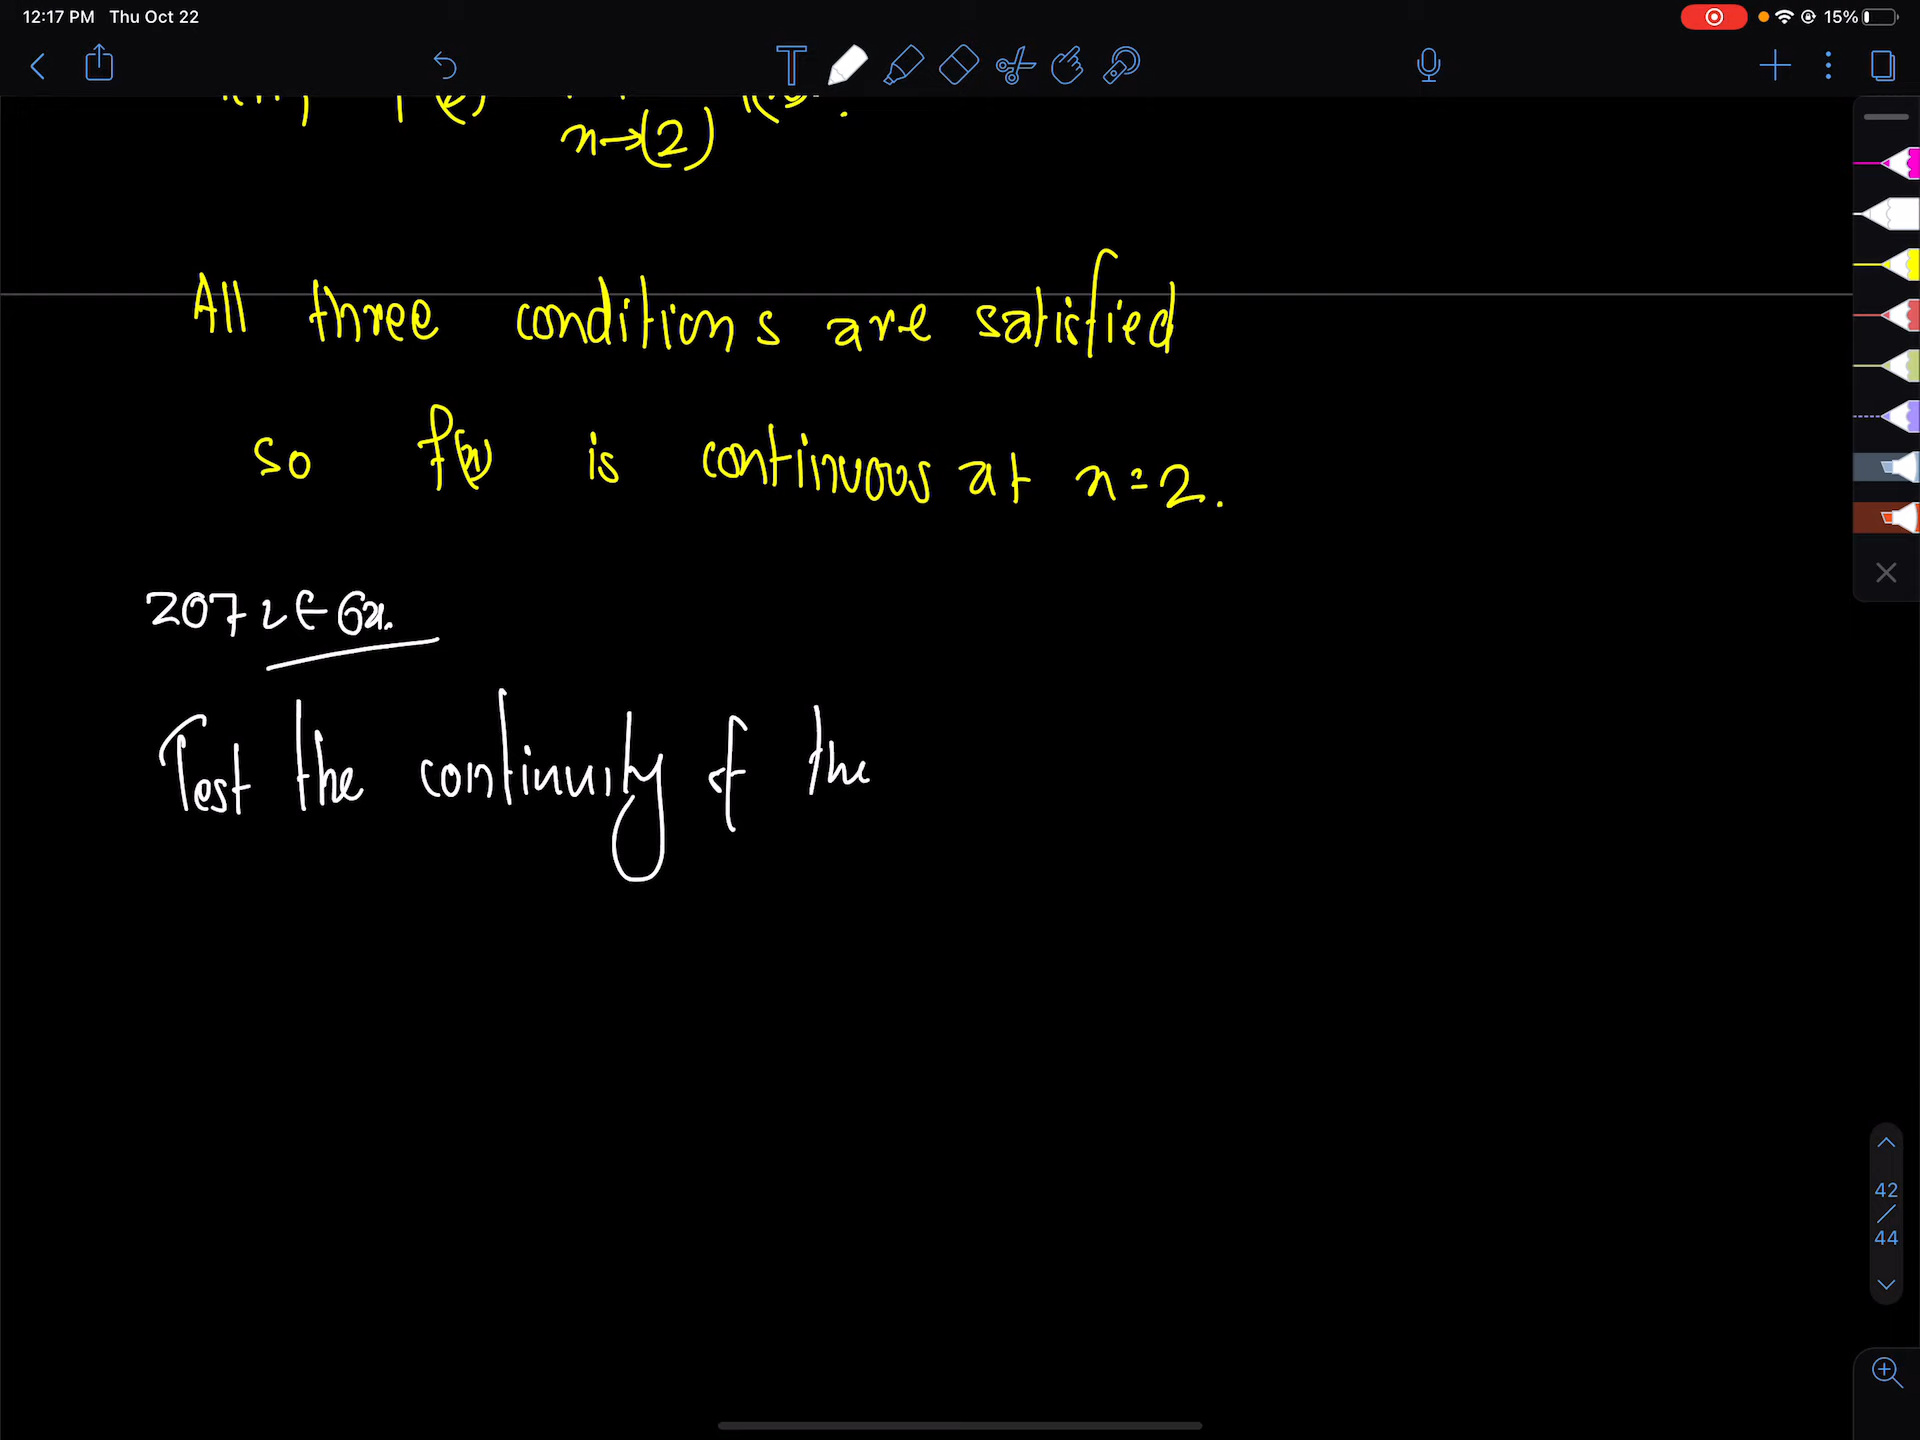 12:17 PM Thu Oct 22
15%
T
x→(2)
All three conditions are satisfied
so f(x) is continuous at x=2.
2072
Test the continuity of the
42
/
44